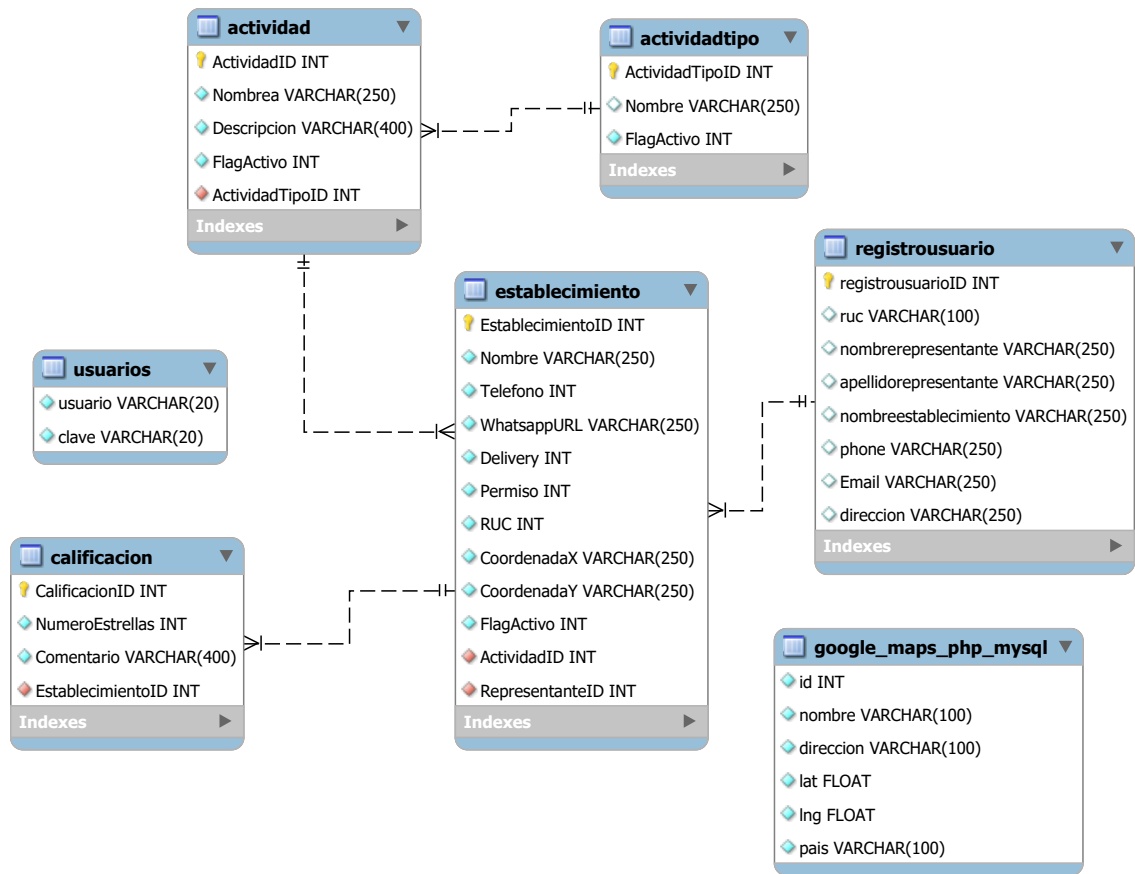 actividad
ActividadID INT
Nombrea VARCHAR(250)
Descripcion VARCHAR(400)
FlagActivo INT
ActividadTipoID INT
Indexes
actividadtipo
ActividadTipoID INT
Nombre VARCHAR(250)
FlagActivo INT
Indexes
registrousuario
registrousuarioID INT
ruc VARCHAR(100)
nombrerepresentante VARCHAR(250)
apellidorepresentante VARCHAR(250)
nombreestablecimiento VARCHAR(250)
phone VARCHAR(250)
Email VARCHAR(250)
direccion VARCHAR(250)
Indexes
establecimiento
EstablecimientoID INT
Nombre VARCHAR(250)
Telefono INT
WhatsappURL VARCHAR(250)
Delivery INT
Permiso INT
RUC INT
CoordenadaX VARCHAR(250)
CoordenadaY VARCHAR(250)
FlagActivo INT
ActividadID INT
RepresentanteID INT
Indexes
usuarios
usuario VARCHAR(20)
clave VARCHAR(20)
calificacion
CalificacionID INT
NumeroEstrellas INT
Comentario VARCHAR(400)
EstablecimientoID INT
Indexes
google_maps_php_mysql
id INT
nombre VARCHAR(100)
direccion VARCHAR(100)
lat FLOAT
lng FLOAT
pais VARCHAR(100)